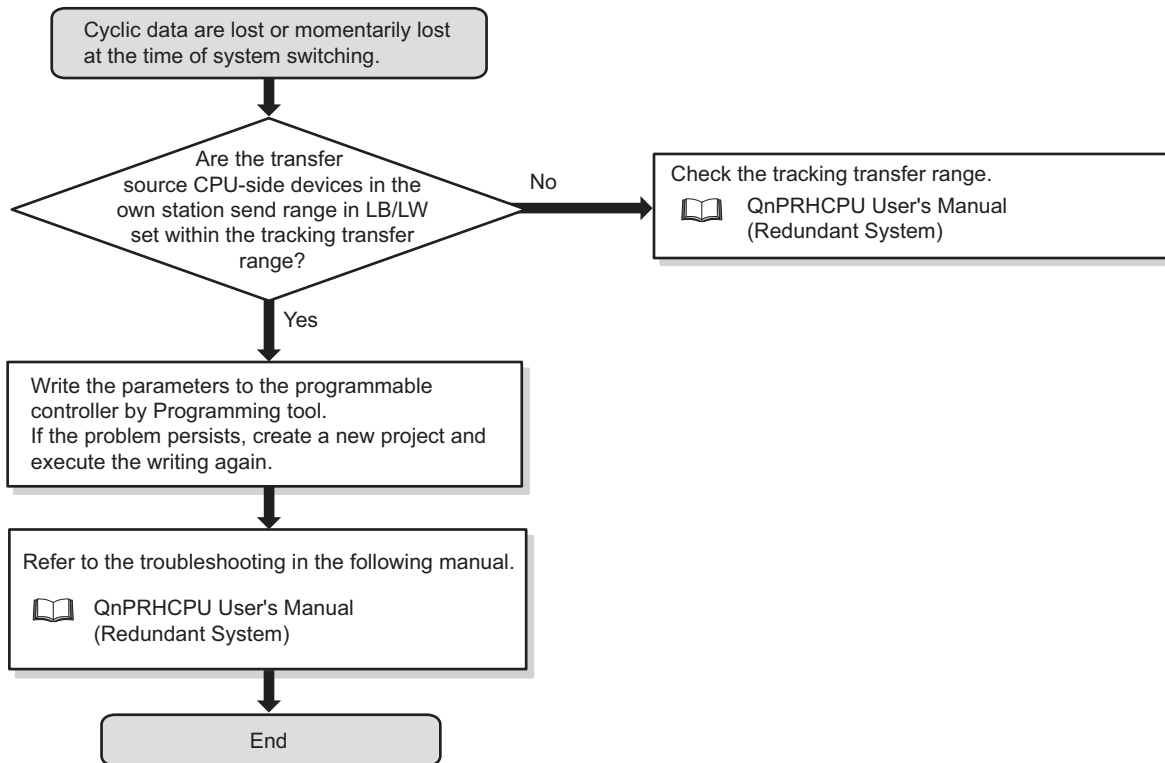 Cyclic data are lost or momentarily lost
at the time of system switching.
Are the transfer
source CPU-side devices in the
own station send range in LB/LW
set within the tracking transfer
range?
No
Check the tracking transfer range.
QnPRHCPU User's Manual
(Redundant System)
Yes
Write the parameters to the programmable
controller by Programming tool.
If the problem persists, create a new project and
execute the writing again.
Refer to the troubleshooting in the following manual.
QnPRHCPU User's Manual
(Redundant System)
End